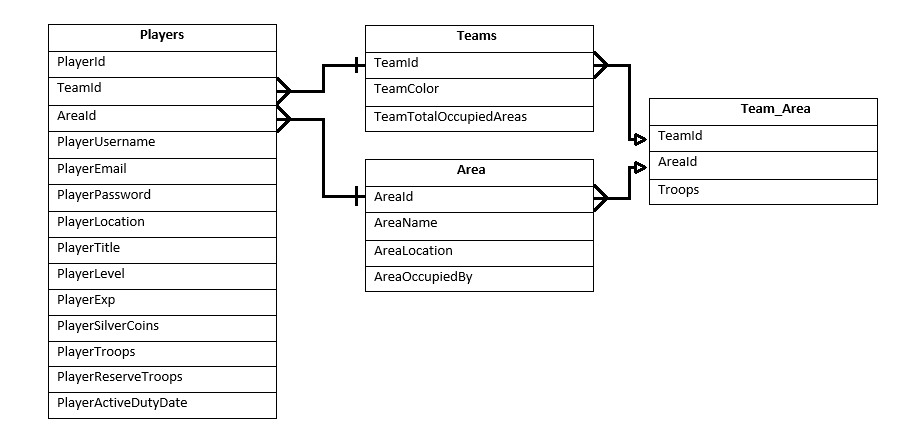 Players
PlayerId
TeamId
AreaId
PlayerUsername
PlayerEmail
PlayerPassword
PlayerLocation
PlayerTitle
PlayerLevel
PlayerExp
PlayerSilverCoins
PlayerTroops
PlayerReserveTroops
PlayerActiveDutyDate
Teams
TeamId
TeamColor
TeamTotalOccupiedAreas
Area
AreaId
AreaName
AreaLocation
AreaOccupiedBy
Team_Area
TeamId
AreaId
Troops